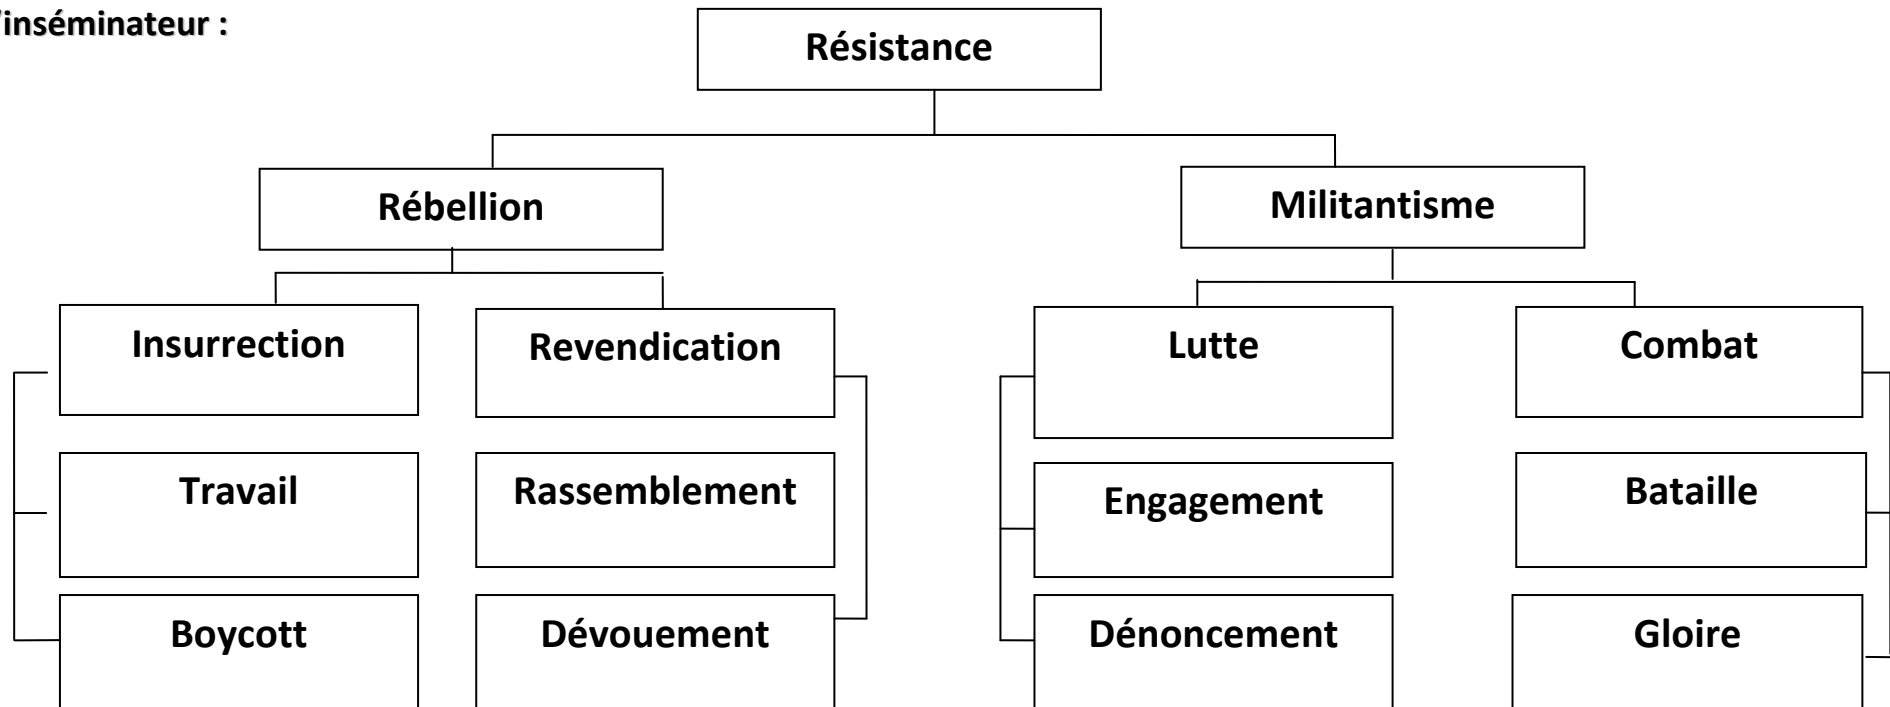 'inséminateur :
Résistance
Rébellion
Militantisme
Insurrection
Revendication
Lutte
Combat
Travail
Rassemblement
Engagement
Bataille
Boycott
Dévouement
Dénoncement
Gloire